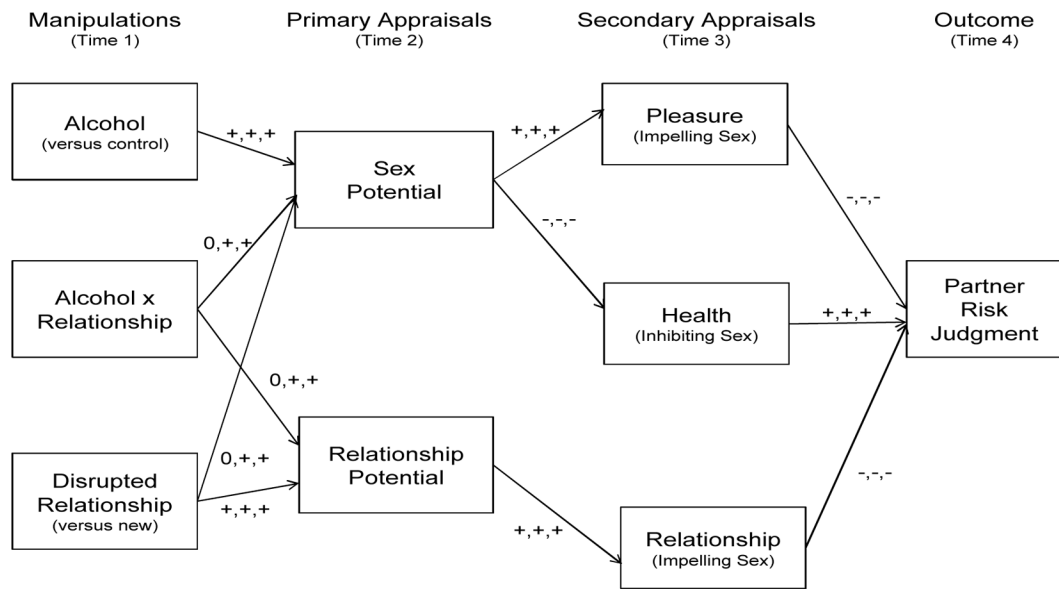 Manipulations
(Time 1)
Primary Appraisals
(Time 2)
Secondary Appraisals
(Time 3)
Outcome
(Time 4)
Alcohol
(versus control)
+,+,+
Sex
Potential
+,+,+
Pleasure
(Impelling Sex)
-,-,-
-,-,-
0,+,+
Alcohol x
Relationship
Health
(Inhibiting Sex)
+,+,+
Partner
Risk
Judgment
0,+,+
Disrupted
Relationship
(versus new)
0,+,+
+,+,+
Relationship
Potential
+,+,+
Relationship
(Impelling Sex)
-,-,-